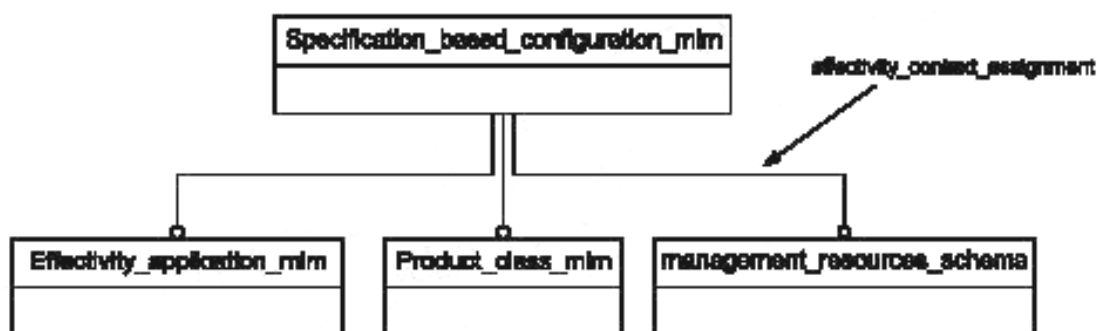 Specification_based_configuration_mim
effectivity_context_assignment
Effectivity_application_mim
Product_class_mim
management_resources_schema